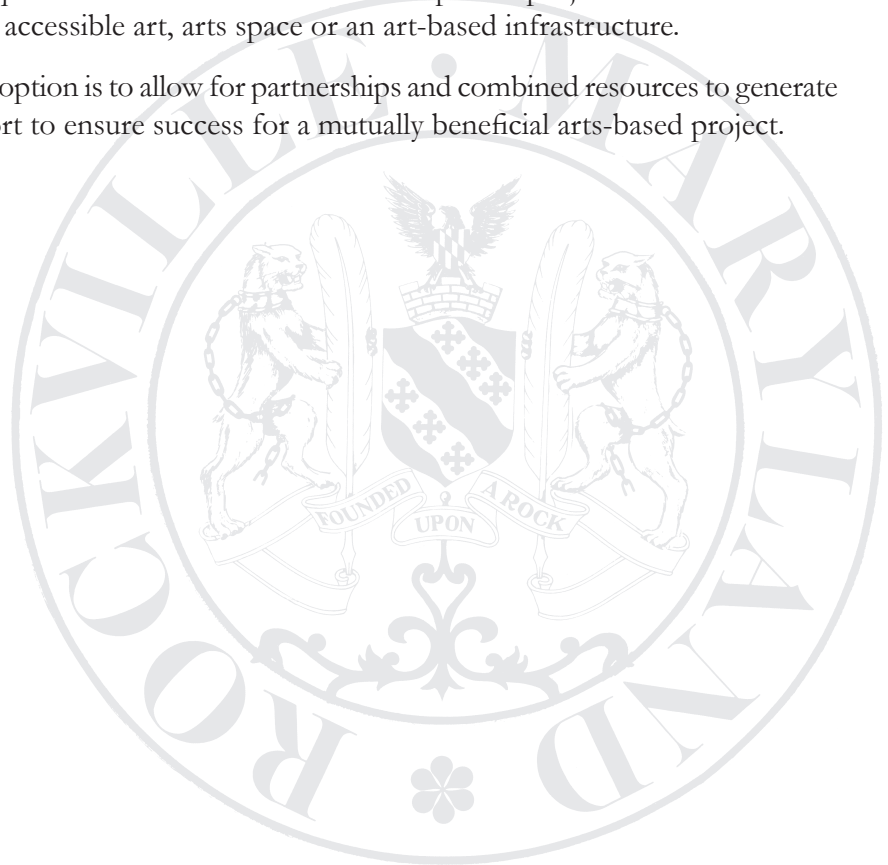 accessible art, arts space or an art-based infrastructure.
option is to allow for partnerships and combined resources to generate
to ensure success for a mutually beneficial arts-based project.
ROCKVILLE • MARYLAND
FOUNDED UPON A ROCK